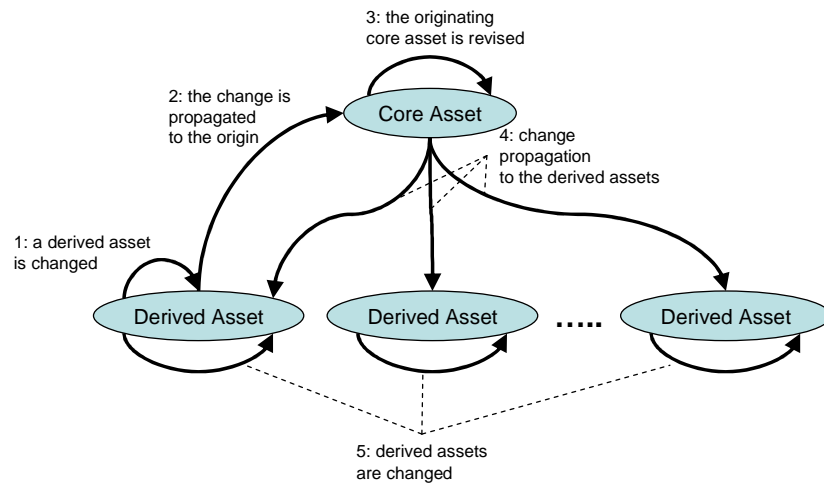 3: the originating
core asset is revised
2: the change is
propagated
to the origin
Core Asset
4: change
propagation
to the derived assets
1: a derived asset
is changed
Derived Asset
Derived Asset
.....
Derived Asset
5: derived assets
are changed